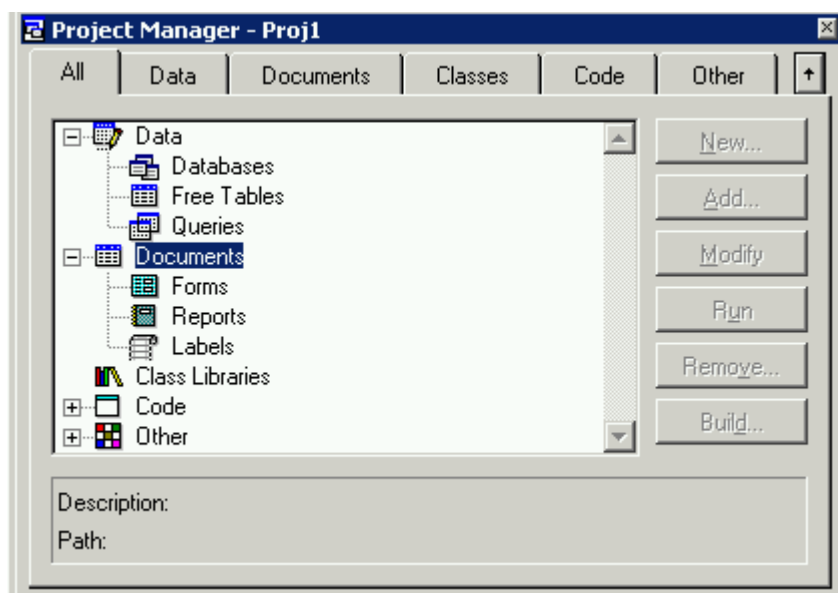 Project Manager - Proj1
All Data Documents Classes Code Other
Data
Databases
Free Tables
Queries
Documents
Forms
Reports
Labels
Class Libraries
Code
Other
New...
Add...
Modify
Run
Remove...
Build...
Description:
Path: